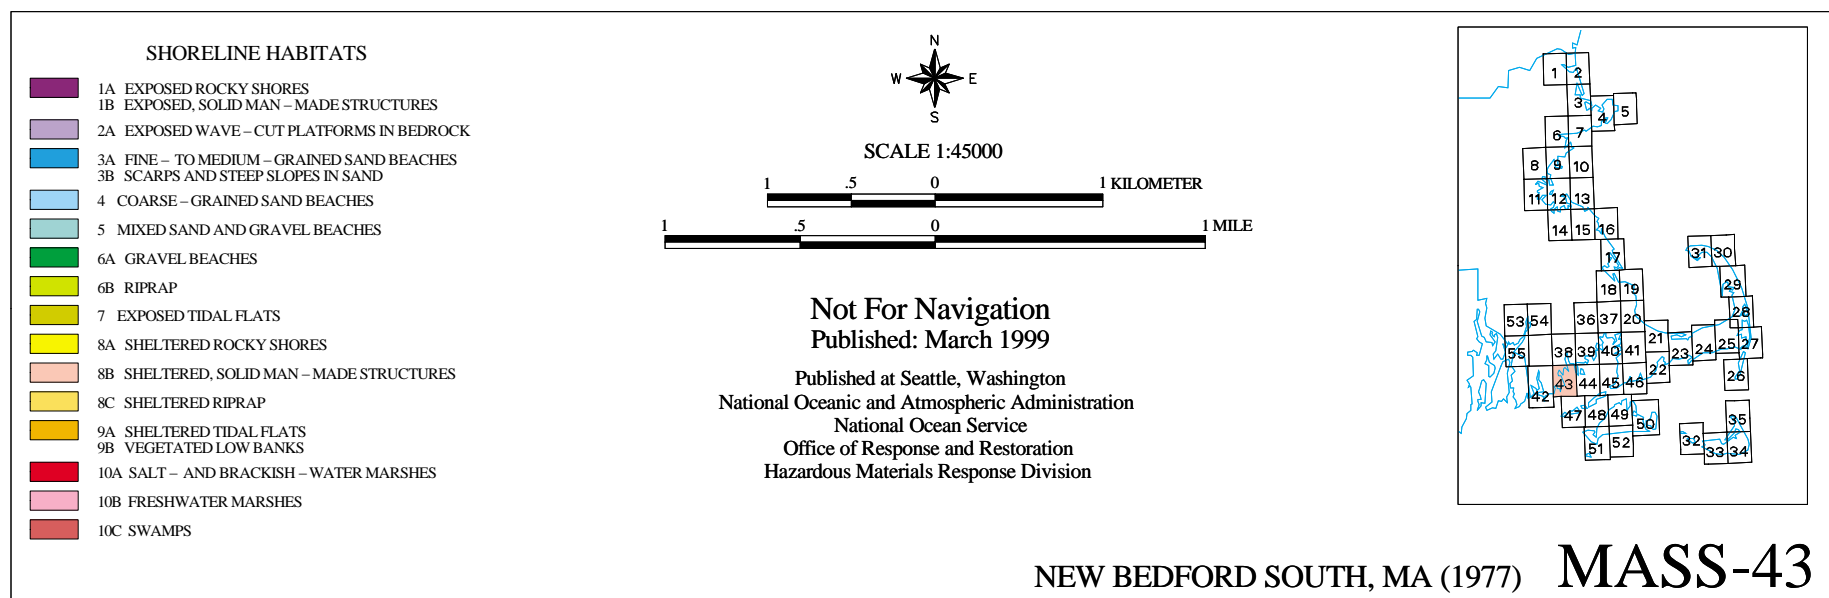 SHORELINE HABITATS
1A EXPOSED ROCKY SHORES
1B EXPOSED, SOLID MAN – MADE STRUCTURES
2A EXPOSED WAVE – CUT PLATFORMS IN BEDROCK
3A FINE – TO MEDIUM – GRAINED SAND BEACHES
3B SCARPS AND STEEP SLOPES IN SAND
4 COARSE – GRAINED SAND BEACHES
5 MIXED SAND AND GRAVEL BEACHES
6A GRAVEL BEACHES
6B RIPRAP
7 EXPOSED TIDAL FLATS
8A SHELTERED ROCKY SHORES
8B SHELTERED, SOLID MAN – MADE STRUCTURES
8C SHELTERED RIPRAP
9A SHELTERED TIDAL FLATS
9B VEGETATED LOW BANKS
10A SALT – AND BRACKISH – WATER MARSHES
10B FRESHWATER MARSHES
10C SWAMPS
N
W E
S
SCALE 1:45000
1 .5 0 1 KILOMETER
1 .5 0 1 MILE
Not For Navigation
Published: March 1999
Published at Seattle, Washington
National Oceanic and Atmospheric Administration
National Ocean Service
Office of Response and Restoration
Hazardous Materials Response Division
1 2
3 4 5
6 7
8 9 10
11 12 13
14 15 16
17
31 30
18 19 29
28
53 54 36 37 20
55 38 39 40 41 21 23 24 25 27
22
26
42 43 44 45 46
47 48 49 50
35
51 52 32 33 34
NEW BEDFORD SOUTH, MA (1977) MASS-43